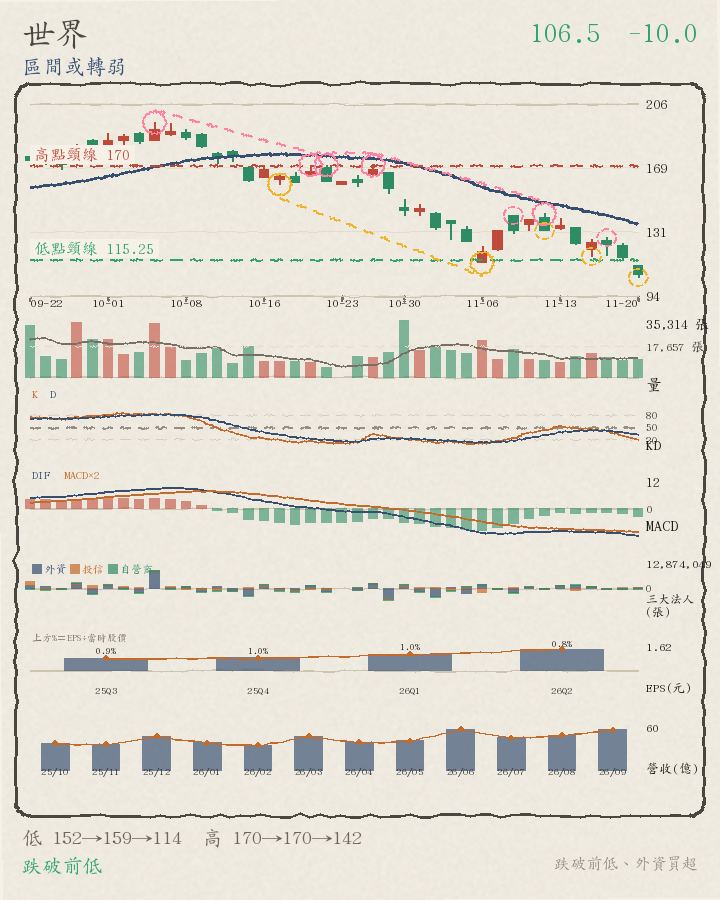 世界
106.5 -10.0
區間或轉弱
206
高點頸線 170
169
131
低點頸線 115.25
94
09-22 10-01 10-08 10-16 10-23 10-30 11-06 11-13 11-20
35,314 張
17,657 張
量
K D
80
50
20
KD
DIF MACD×2
12
0
MACD
外資 投信 自營商
12,874,049
0
三大法人
(張)
上方%=EPS÷當時股價
0.9% 1.0% 1.0% 0.8%
1.62
25Q3 25Q4 26Q1 26Q2
EPS(元)
60
25/10 25/11 25/12 26/01 26/02 26/03 26/04 26/05 26/06 26/07 26/08 26/09
營收(億)
低 152→159→114 高 170→170→142
跌破前低
跌破前低、外資買超